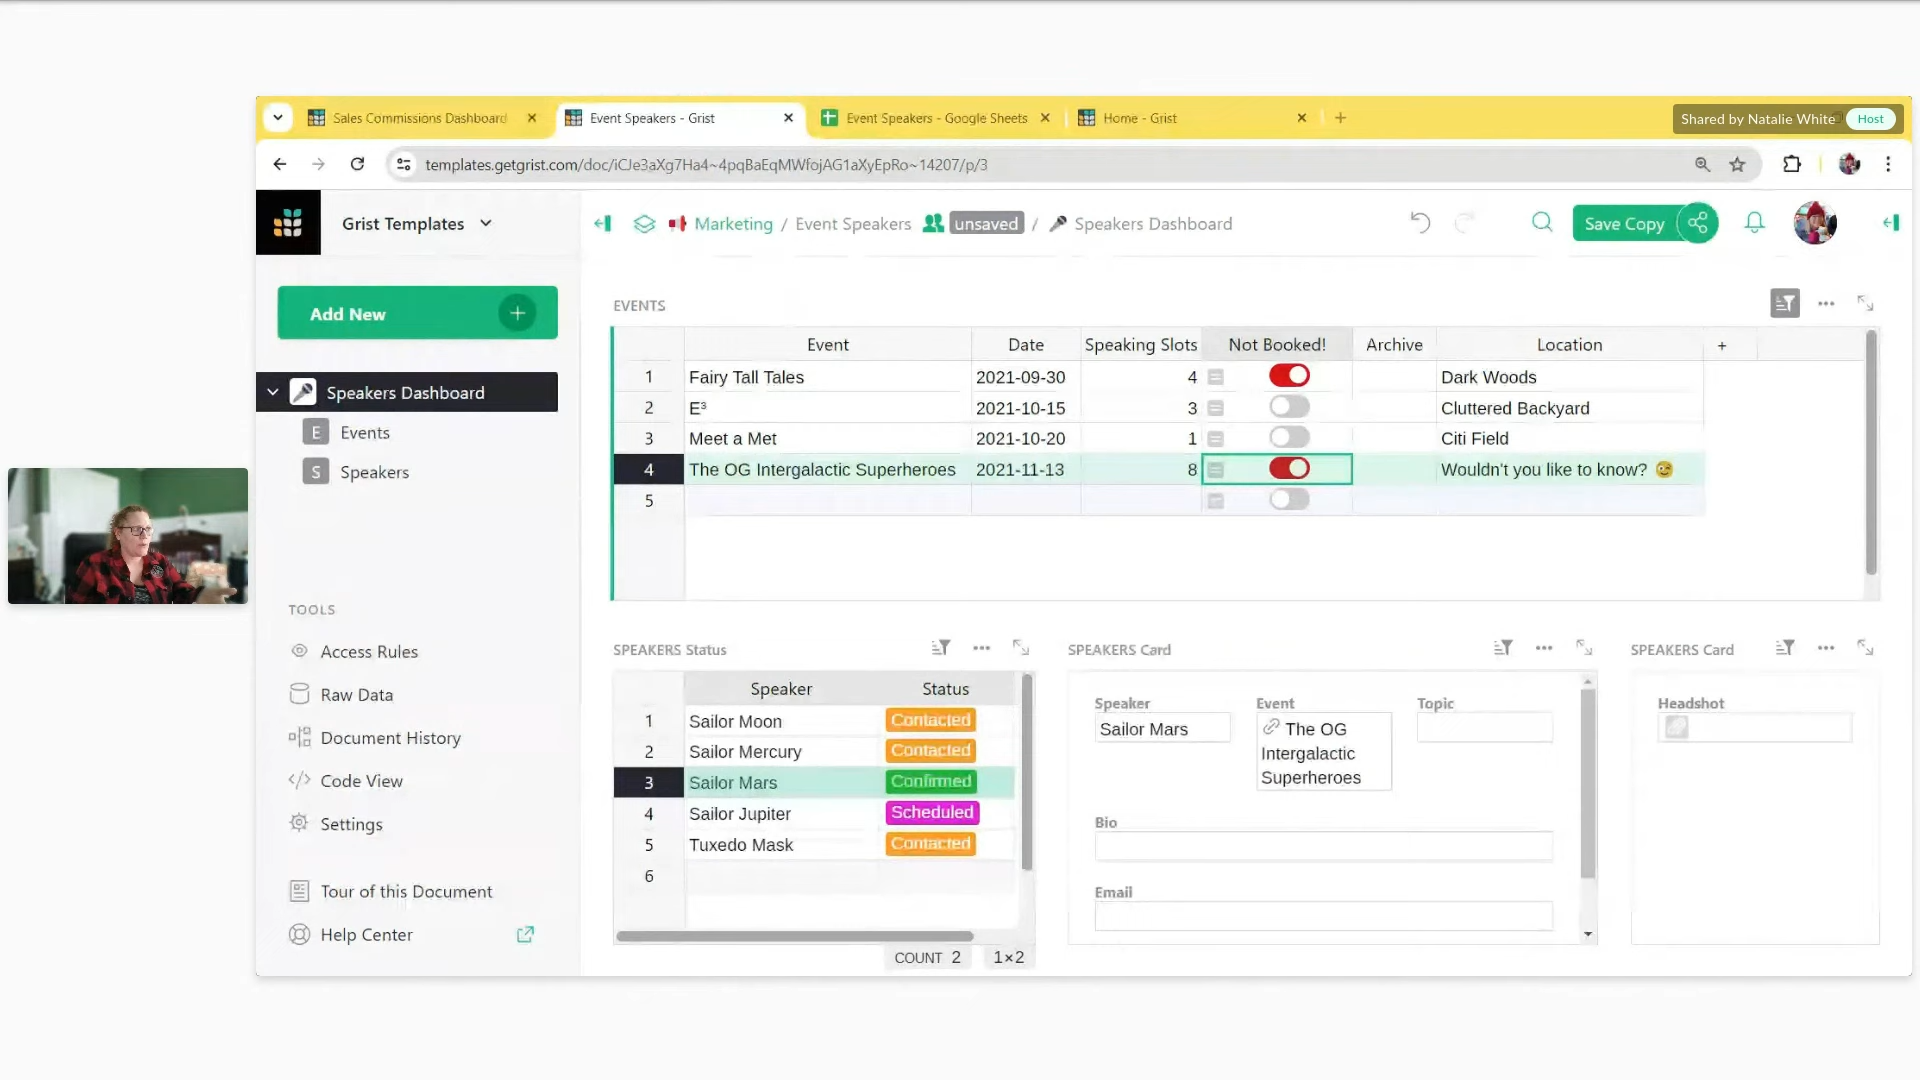 Sales Commissions Dashboard
Event Speakers - Grist
Event Speakers - Google Sheets
Home - Grist
Shared by Natalie White
Host
templates.getgrist.com/doc/iCJe3aXg7Ha4~4pqBaEqMWfojAG1aXyEpRo~14207/p/3
Grist Templates
Marketing / Event Speakers unsaved / Speakers Dashboard
Save Copy
Add New +
Speakers Dashboard
E Events
S Speakers
TOOLS
Access Rules
Raw Data
Document History
Code View
Settings
Tour of this Document
Help Center
EVENTS
Event Date Speaking Slots Not Booked! Archive Location +
1 Fairy Tall Tales 2021-09-30 4 Dark Woods
2 E³ 2021-10-15 3 Cluttered Backyard
3 Meet a Met 2021-10-20 1 Citi Field
4 The OG Intergalactic Superheroes 2021-11-13 8 Wouldn't you like to know? 😉
5
SPEAKERS Status
Speaker Status
1 Sailor Moon Contacted
2 Sailor Mercury Contacted
3 Sailor Mars Confirmed
4 Sailor Jupiter Scheduled
5 Tuxedo Mask Contacted
6
COUNT 2 1×2
SPEAKERS Card
Speaker Event Topic
Sailor Mars The OG
Intergalactic
Superheroes
Bio
Email
SPEAKERS Card
Headshot